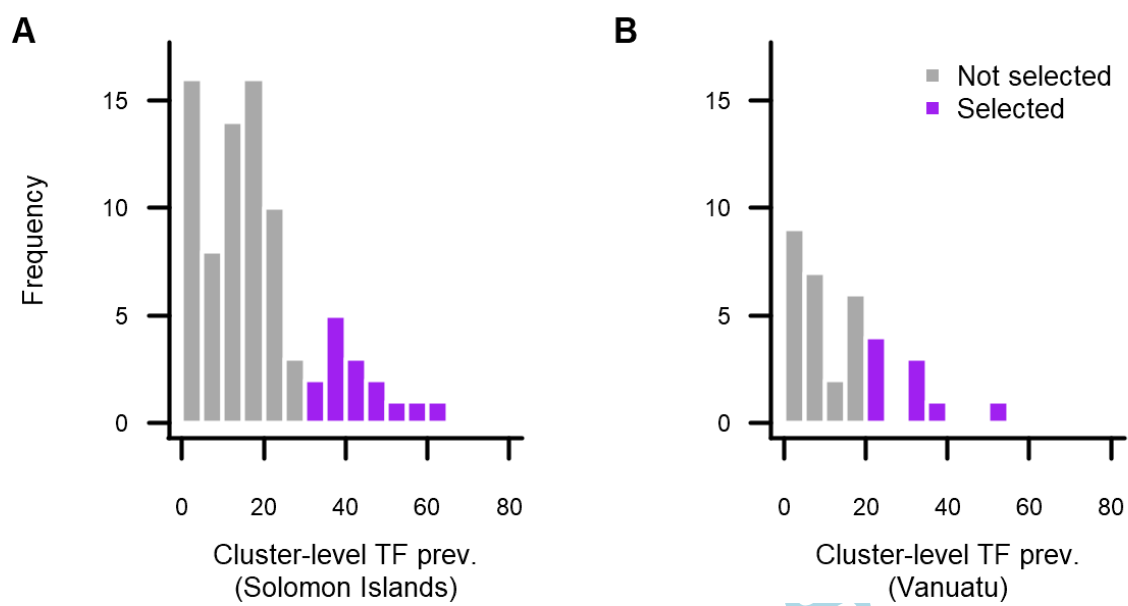 A
B
Not selected
Selected
Frequency
15
10
5
0
0 20 40 60 80
Cluster-level TF prev.
(Solomon Islands)
15
10
5
0
0 20 40 60 80
Cluster-level TF prev.
(Vanuatu)